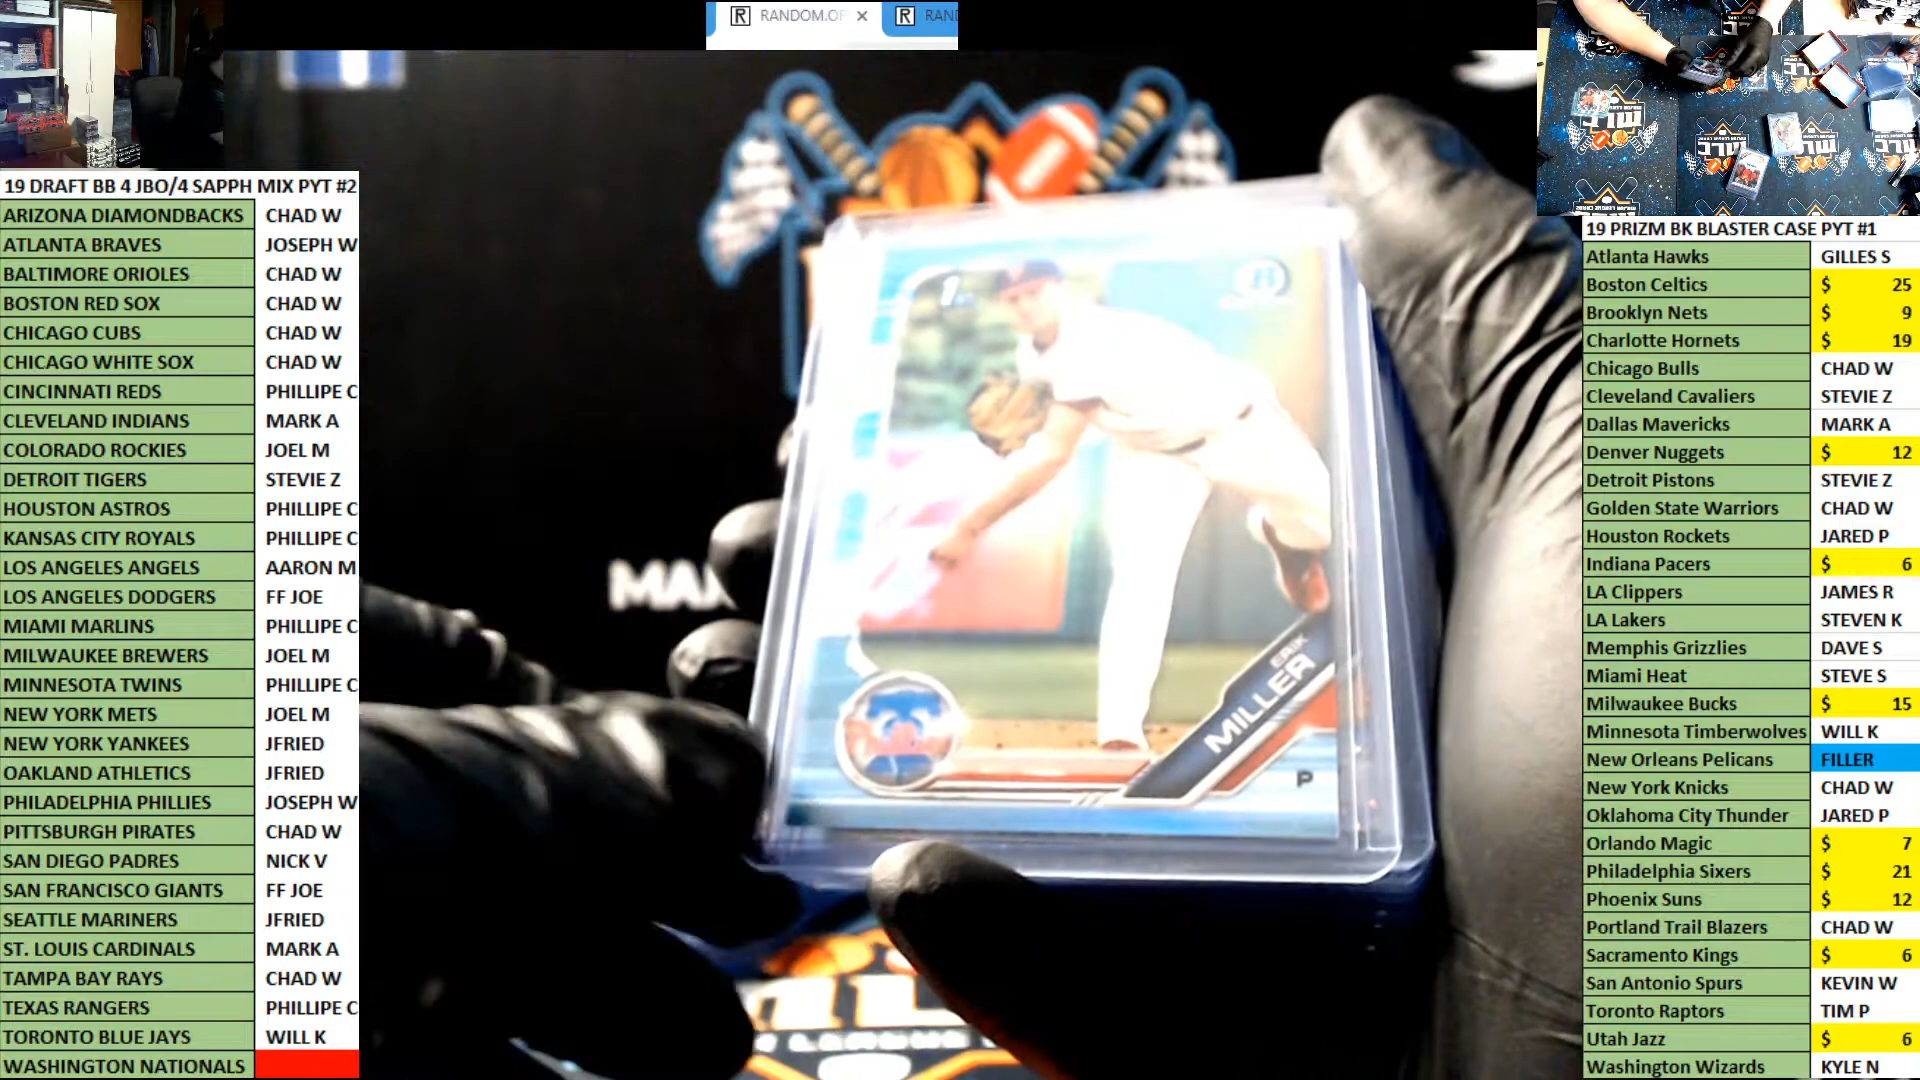 RANDOM.OF
RAN
19 DRAFT BB 4 JBO/4 SAPPH MIX PYT #2
ARIZONA DIAMONDBACKS CHAD W
ATLANTA BRAVES JOSEPH W
BALTIMORE ORIOLES CHAD W
BOSTON RED SOX CHAD W
CHICAGO CUBS CHAD W
CHICAGO WHITE SOX CHAD W
CINCINNATI REDS PHILLIPE C
CLEVELAND INDIANS MARK A
COLORADO ROCKIES JOEL M
DETROIT TIGERS STEVIE Z
HOUSTON ASTROS PHILLIPE C
KANSAS CITY ROYALS PHILLIPE C
LOS ANGELES ANGELS AARON M
LOS ANGELES DODGERS FF JOE
MIAMI MARLINS PHILLIPE C
MILWAUKEE BREWERS JOEL M
MINNESOTA TWINS PHILLIPE C
NEW YORK METS JOEL M
NEW YORK YANKEES JFRIED
OAKLAND ATHLETICS JFRIED
PHILADELPHIA PHILLIES JOSEPH W
PITTSBURGH PIRATES CHAD W
SAN DIEGO PADRES NICK V
SAN FRANCISCO GIANTS FF JOE
SEATTLE MARINERS JFRIED
ST. LOUIS CARDINALS MARK A
TAMPA BAY RAYS CHAD W
TEXAS RANGERS PHILLIPE C
TORONTO BLUE JAYS WILL K
WASHINGTON NATIONALS
ERIK
MILLER
P
19 PRIZM BK BLASTER CASE PYT #1
Atlanta Hawks GILLES S
Boston Celtics $ 25
Brooklyn Nets $ 9
Charlotte Hornets $ 19
Chicago Bulls CHAD W
Cleveland Cavaliers STEVIE Z
Dallas Mavericks MARK A
Denver Nuggets $ 12
Detroit Pistons STEVIE Z
Golden State Warriors CHAD W
Houston Rockets JARED P
Indiana Pacers $ 6
LA Clippers JAMES R
LA Lakers STEVEN K
Memphis Grizzlies DAVE S
Miami Heat STEVE S
Milwaukee Bucks $ 15
Minnesota Timberwolves WILL K
New Orleans Pelicans FILLER
New York Knicks CHAD W
Oklahoma City Thunder JARED P
Orlando Magic $ 7
Philadelphia Sixers $ 21
Phoenix Suns $ 12
Portland Trail Blazers CHAD W
Sacramento Kings $ 6
San Antonio Spurs KEVIN W
Toronto Raptors TIM P
Utah Jazz $ 6
Washington Wizards KYLE N